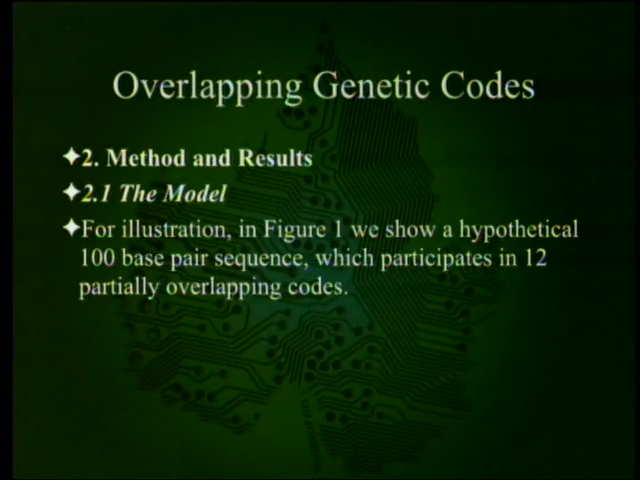 Overlapping Genetic Codes
2. Method and Results
2.1 The Model
For illustration, in Figure 1 we show a hypothetical
100 base pair sequence, which participates in 12
partially overlapping codes.